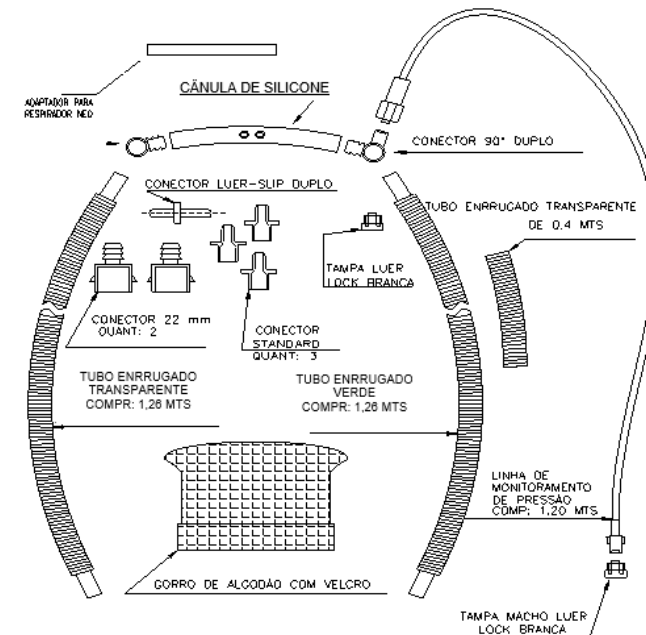 ADAPTADOR PARA
RESPIRADOR NEO
CÂNULA DE SILICONE
CONECTOR 90° DUPLO
CONECTOR LUER-SLIP DUPLO
TUBO ENRRUGADO TRANSPARENTE
DE 0.4 MTS
TAMPA LUER
LOCK BRANCA
CONECTOR 22 mm
QUANT: 2
CONECTOR
STANDARD
QUANT: 3
TUBO ENRRUGADO
TRANSPARENTE
COMPR: 1,26 MTS
TUBO ENRRUGADO
VERDE
COMPR: 1,26 MTS
LINHA DE
MONITORAMENTO
DE PRESSÃO
COMP: 1.20 MTS
GORRO DE ALGODÃO COM VELCRO
TAMPA MACHO LUER
LOCK BRANCA